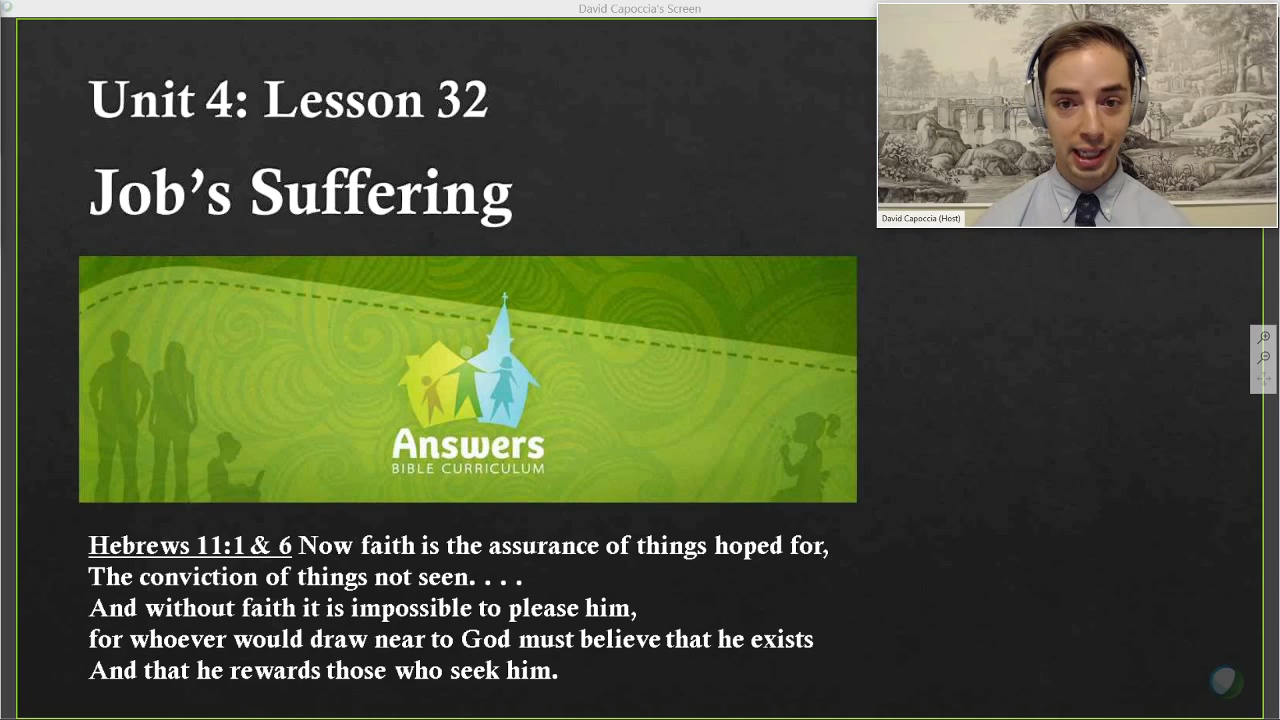 David Capoccia's Screen
Unit 4: Lesson 32
Job’s Suffering
David Capoccia (Host)
Answers
BIBLE CURRICULUM
Hebrews 11:1 & 6 Now faith is the assurance of things hoped for,
The conviction of things not seen. . . .
And without faith it is impossible to please him,
for whoever would draw near to God must believe that he exists
And that he rewards those who seek him.